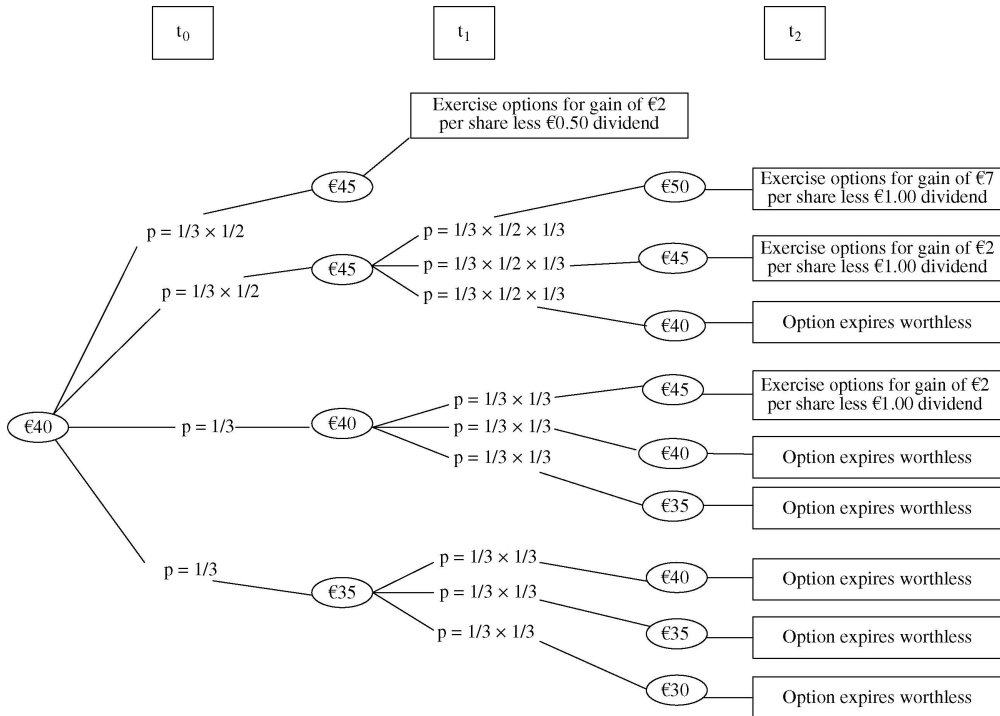 t₀
t₁
t₂
Exercise options for gain of €2
per share less €0.50 dividend
€45
€50
Exercise options for gain of €7
per share less €1.00 dividend
p = 1/3 × 1/2
p = 1/3 × 1/2 × 1/3
€45
p = 1/3 × 1/2 × 1/3
€45
Exercise options for gain of €2
per share less €1.00 dividend
p = 1/3 × 1/2
p = 1/3 × 1/2 × 1/3
€40
Option expires worthless
€45
Exercise options for gain of €2
per share less €1.00 dividend
p = 1/3 × 1/3
€40
p = 1/3
€40
p = 1/3 × 1/3
€40
Option expires worthless
p = 1/3 × 1/3
€35
Option expires worthless
p = 1/3
€35
p = 1/3 × 1/3
€40
Option expires worthless
p = 1/3 × 1/3
€35
Option expires worthless
p = 1/3 × 1/3
€30
Option expires worthless